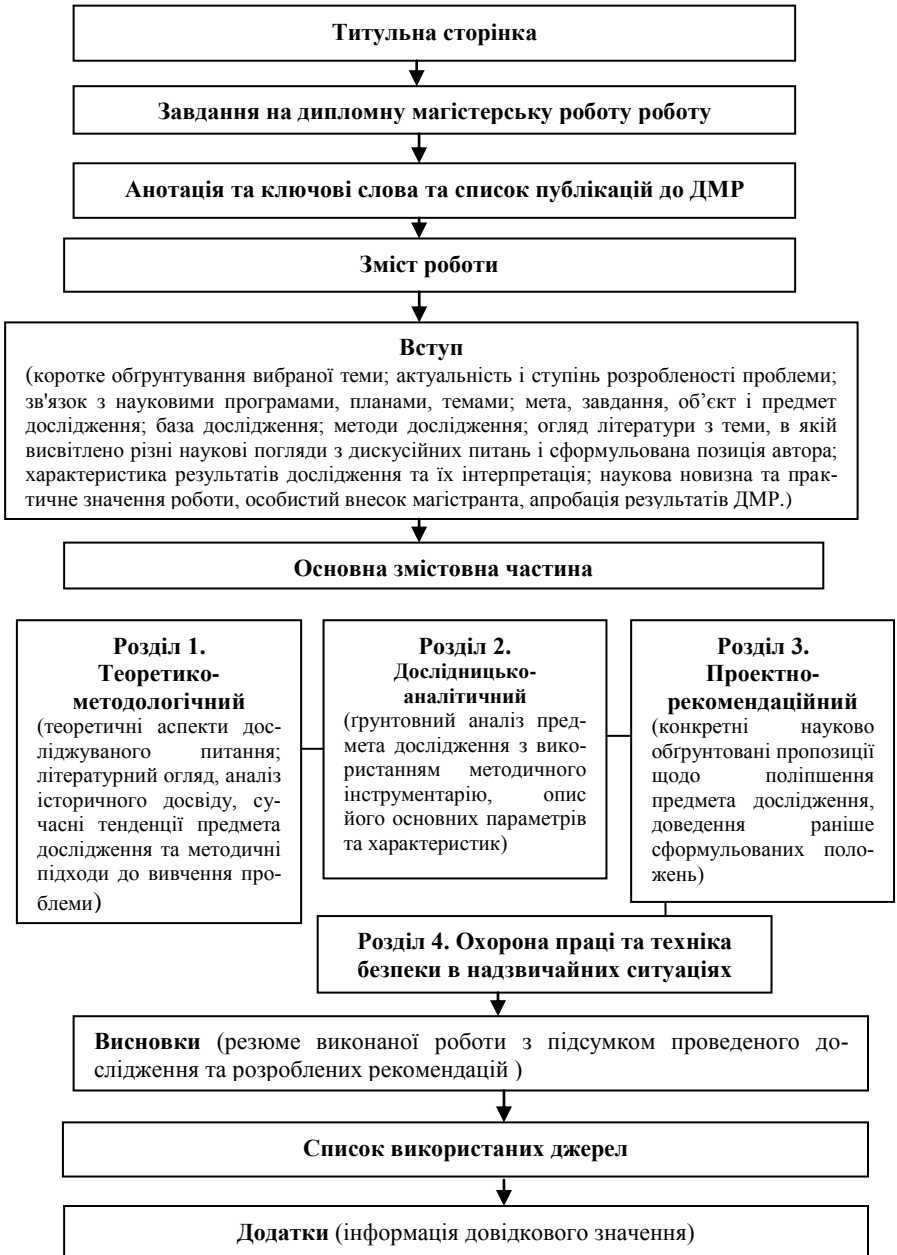 Титульна сторінка
Завдання на дипломну магістерську роботу роботу
Анотація та ключові слова та список публікацій до ДМР
Зміст роботи
Вступ
(коротке обґрунтування вибраної теми; актуальність і ступінь розробленості проблеми;
зв'язок з науковими програмами, планами, темами; мета, завдання, об’єкт і предмет
дослідження; база дослідження; методи дослідження; огляд літератури з теми, в якій
висвітлено різні наукові погляди з дискусійних питань і сформульована позиція автора;
характеристика результатів дослідження та їх інтерпретація; наукова новизна та прак-
тичне значення роботи, особистий внесок магістранта, апробація результатів ДМР.)
Основна змістовна частина
Розділ 1.
Теоретико-
методологічний
(теоретичні аспекти дос-
ліджуваного питання;
літературний огляд, аналіз
історичного досвіду, су-
часні тенденції предмета
дослідження та методичні
підходи до вивчення про-
блеми)
Розділ 2.
Дослідницько-
аналітичний
(ґрунтовний аналіз пред-
мета дослідження з вико-
ристанням методичного
інструментарію, опис
його основних параметрів
та характеристик)
Розділ 3.
Проектно-
рекомендаційний
(конкретні науково
обґрунтовані пропозиції
щодо поліпшення
предмета дослідження,
доведення раніше
сформульованих поло-
жень)
Розділ 4. Охорона праці та техніка
безпеки в надзвичайних ситуаціях
Висновки (резюме виконаної роботи з підсумком проведеного до-
слідження та розроблених рекомендацій )
Список використаних джерел
Додатки (інформація довідкового значення)